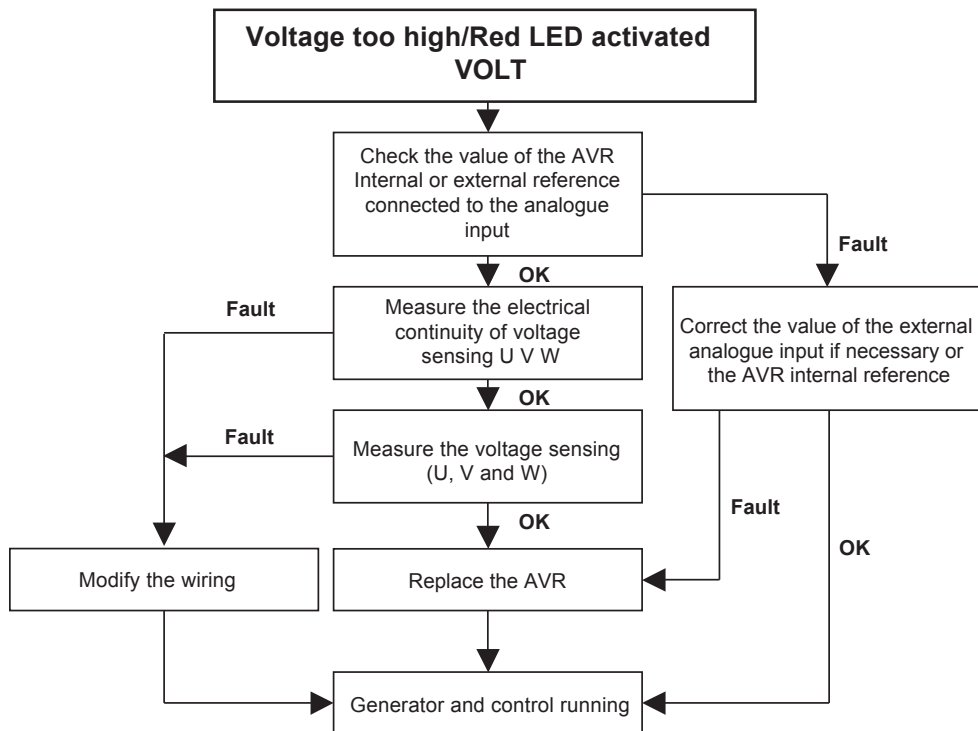 Voltage too high/Red LED activated
VOLT
Check the value of the AVR
Internal or external reference
connected to the analogue
input
Fault
OK
Fault
Measure the electrical
continuity of voltage
sensing U V W
Correct the value of the external
analogue input if necessary or
the AVR internal reference
OK
Fault
Measure the voltage sensing
(U, V and W)
Fault
OK
OK
Modify the wiring
Replace the AVR
Generator and control running